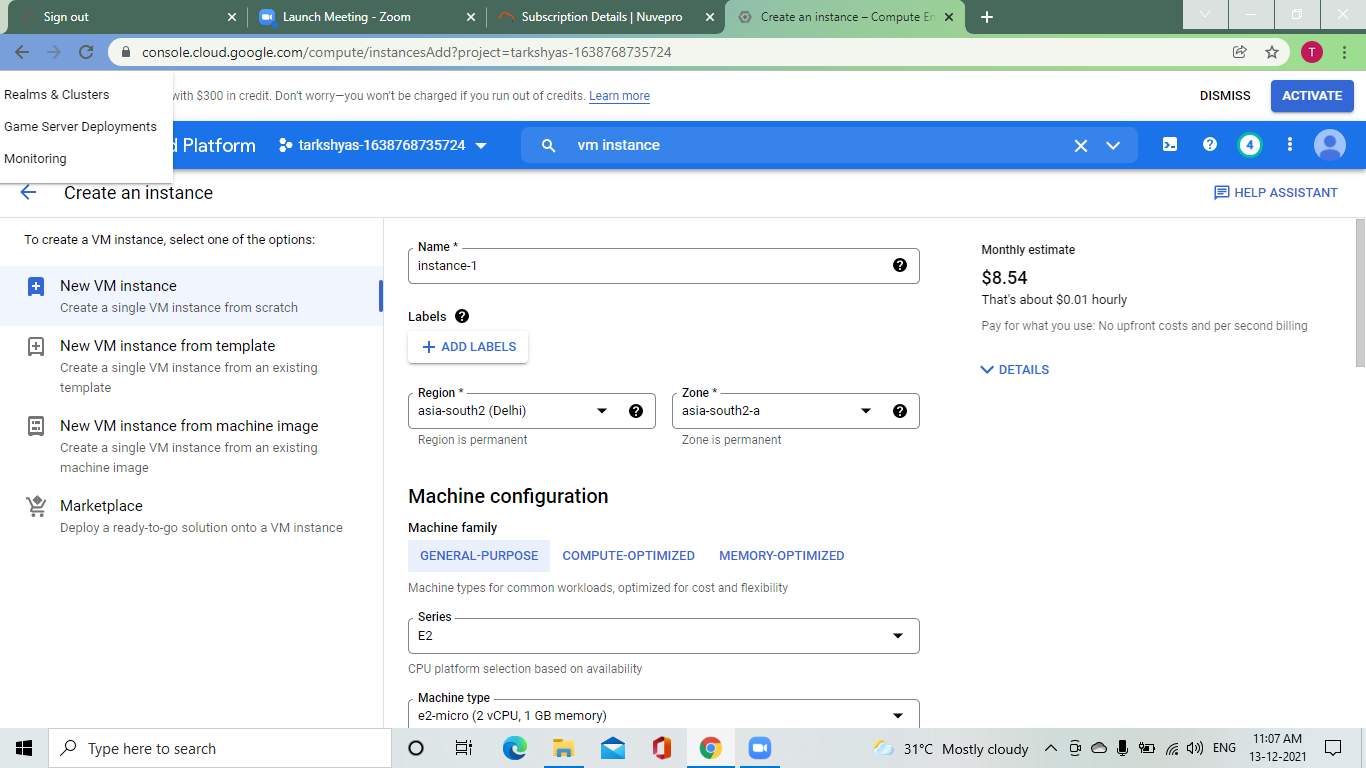 Sign out
Launch Meeting - Zoom
Subscription Details | Nuvepro
Create an instance – Compute En
console.cloud.google.com/compute/instancesAdd?project=tarkshyas-1638768735724
T
Realms & Clusters
Game Server Deployments
Monitoring
with $300 in credit. Don't worry—you won't be charged if you run out of credits. Learn more
DISMISS
ACTIVATE
d Platform
tarkshyas-1638768735724
vm instance
4
Create an instance
HELP ASSISTANT
To create a VM instance, select one of the options:
New VM instance
Create a single VM instance from scratch
New VM instance from template
Create a single VM instance from an existing
template
New VM instance from machine image
Create a single VM instance from an existing
machine image
Marketplace
Deploy a ready-to-go solution onto a VM instance
Name *
instance-1
Labels
ADD LABELS
Region *
asia-south2 (Delhi)
Region is permanent
Zone *
asia-south2-a
Zone is permanent
Machine configuration
Machine family
GENERAL-PURPOSE
COMPUTE-OPTIMIZED
MEMORY-OPTIMIZED
Machine types for common workloads, optimized for cost and flexibility
Series
E2
CPU platform selection based on availability
Machine type
e2-micro (2 vCPU, 1 GB memory)
Monthly estimate
$8.54
That's about $0.01 hourly
Pay for what you use: No upfront costs and per second billing
DETAILS
Type here to search
31°C Mostly cloudy
ENG
11:07 AM
13-12-2021